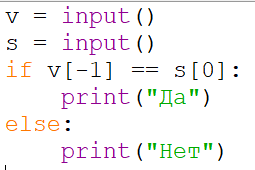 v = input()
s = input()
if v[-1] == s[0]:
    print("Да")
else:
    print("Нет")